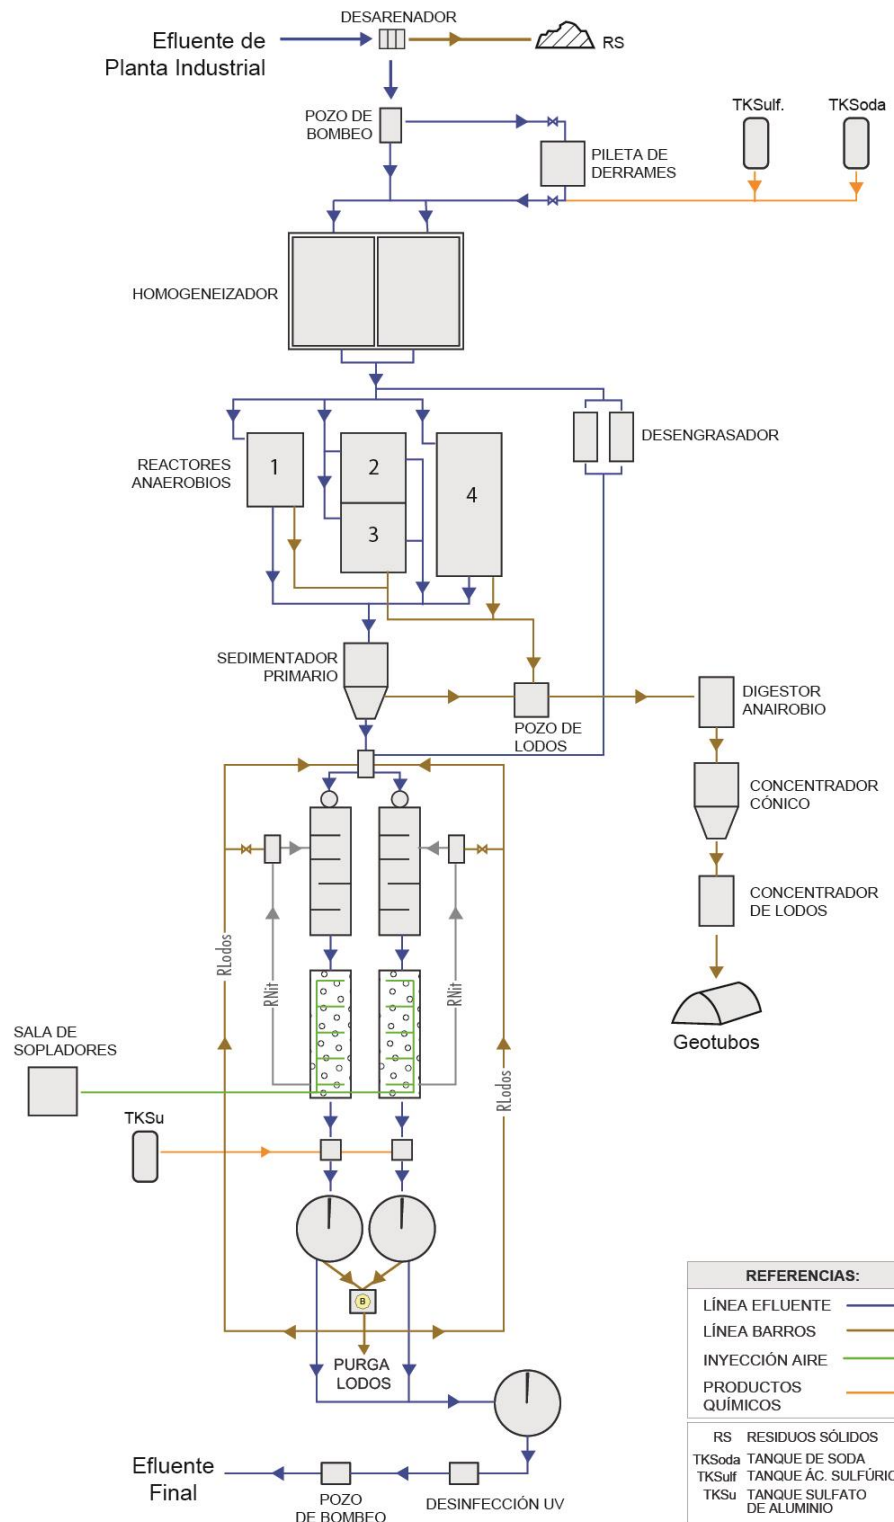 DESARENADOR
Efluente de
Planta Industrial
RS
POZO DE
BOMBEO
PILETA DE
DERRAMES
TKSulf.
TKSoda
HOMOGENEIZADOR
DESENGRASADOR
REACTORES
ANAEROBIOS
1
2
3
4
SEDIMENTADOR
PRIMARIO
POZO DE
LODOS
DIGESTOR
ANAIROBIO
CONCENTRADOR
CÓNICO
CONCENTRADOR
DE LODOS
Geotubos
RLodos
RNit
RNit
RLodos
SALA DE
SOPLADORES
TKSu
B
PURGA
LODOS
Efluente
Final
POZO
DE BOMBEO
DESINFECCIÓN UV
REFERENCIAS:
LÍNEA EFLUENTE
LÍNEA BARROS
INYECCIÓN AIRE
PRODUCTOS
QUÍMICOS
RS RESIDUOS SÓLIDOS
TKSoda TANQUE DE SODA
TKSulf TANQUE ÁC. SULFÚRICO
TKSu TANQUE SULFATO
DE ALUMINIO